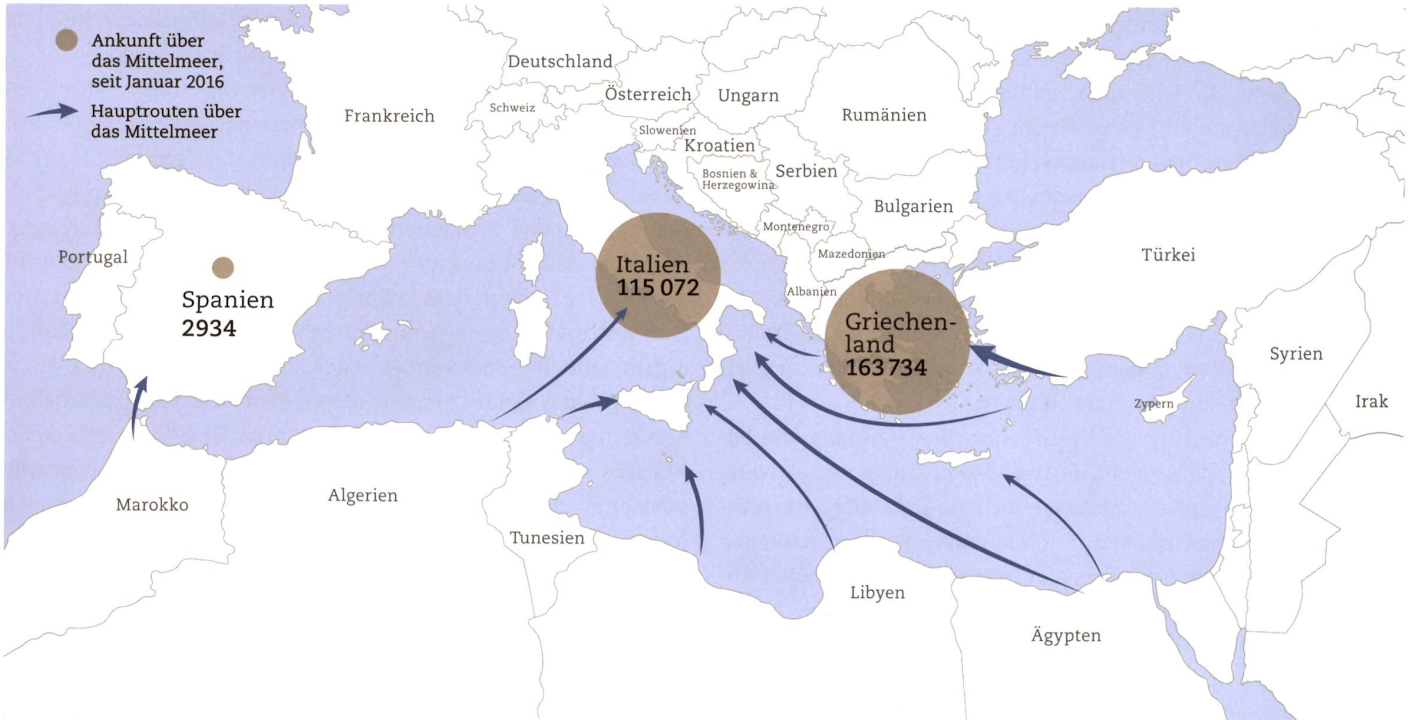 Ankunft über
das Mittelmeer,
seit Januar 2016
Hauptrouten über
das Mittelmeer
Deutschland
Österreich
Ungarn
Schweiz
Frankreich
Rumänien
Slowenien
Kroatien
Bosnien &
Herzegowina
Serbien
Bulgarien
Montenegro
Mazedonien
Albanien
Portugal
Spanien
2934
Italien
115 072
Griechen-
land
163 734
Türkei
Syrien
Irak
Zypern
Marokko
Algerien
Tunesien
Libyen
Ägypten